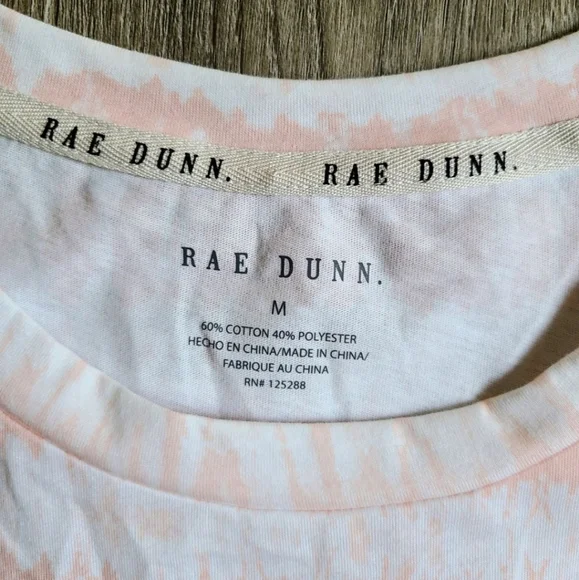 RAE DUNN. RAE DUNN.
RAE DUNN.
M
60% COTTON 40% POLYESTER
HECHO EN CHINA/MADE IN CHINA/
FABRIQUE AU CHINA
RN# 125288